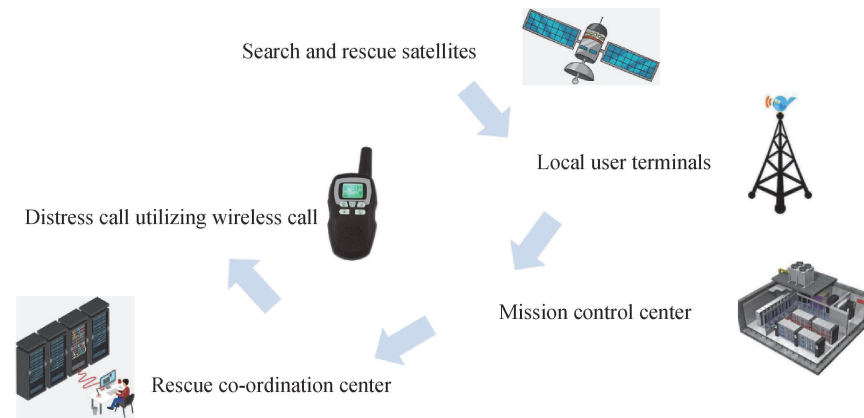 Search and rescue satellites
Local user terminals
Distress call utilizing wireless call
Mission control center
Rescue co-ordination center